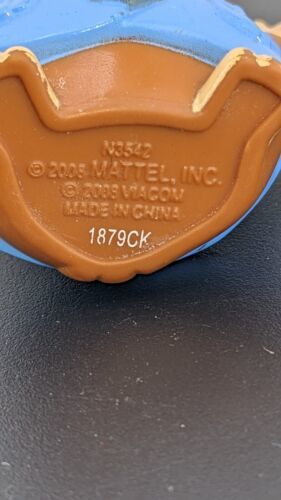 N3542
© 2008 MATTEL, INC.
© 2008 VIACOM
MADE IN CHINA
1879CK